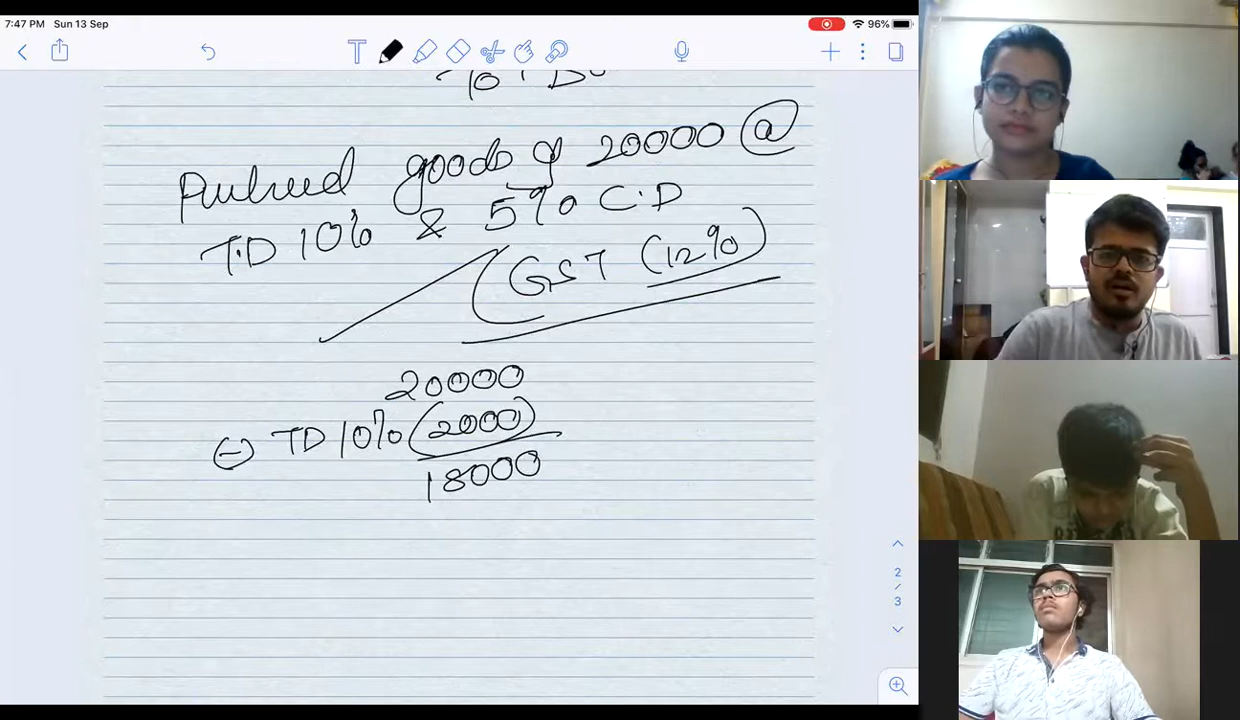 7:47 PM Sun 13 Sep
96%
T
Purchsed goods of 20000 @
T.D 10% & 5% C.D
(GST (12%)
20000
(-) TD 10% (2000)
18000
2
/
3